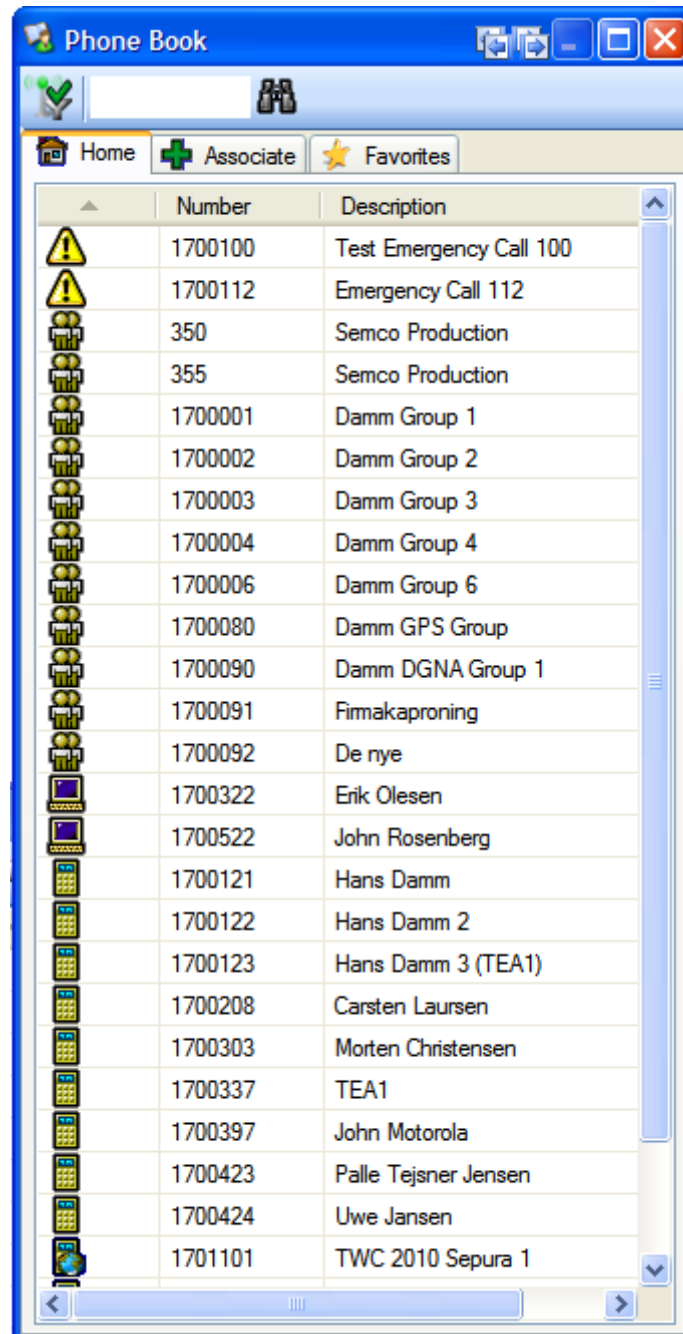 Phone Book
Home Associate Favorites
Number Description
1700100 Test Emergency Call 100
1700112 Emergency Call 112
350 Semco Production
355 Semco Production
1700001 Damm Group 1
1700002 Damm Group 2
1700003 Damm Group 3
1700004 Damm Group 4
1700006 Damm Group 6
1700080 Damm GPS Group
1700090 Damm DGNA Group 1
1700091 Firmakaproning
1700092 De nye
1700322 Erik Olesen
1700522 John Rosenberg
1700121 Hans Damm
1700122 Hans Damm 2
1700123 Hans Damm 3 (TEA1)
1700208 Carsten Laursen
1700303 Morten Christensen
1700337 TEA1
1700397 John Motorola
1700423 Palle Tejsner Jensen
1700424 Uwe Jansen
1701101 TWC 2010 Sepura 1